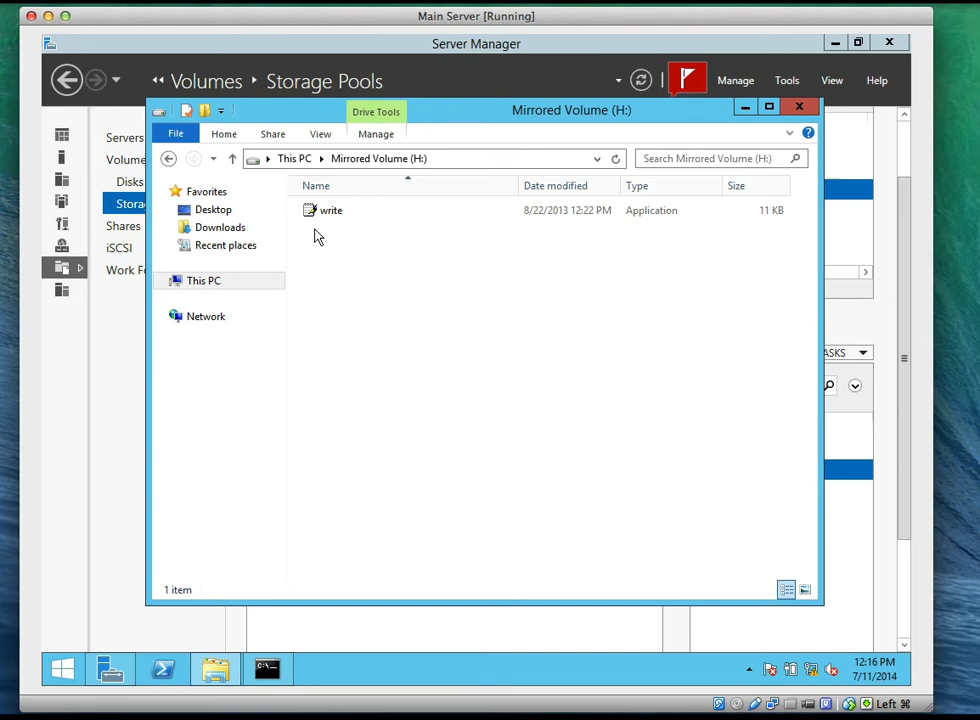 Main Server [Running]
Server Manager
Volumes Storage Pools
Manage Tools View Help
Drive Tools
Mirrored Volume (H:)
File Home Share View Manage
This PC Mirrored Volume (H:)
Search Mirrored Volume (H:)
Servers
Volume
Disks
Stora
Shares
iSCSI
Work Fo
Favorites
Desktop
Downloads
Recent places
This PC
Network
Name Date modified Type Size
write 8/22/2013 12:22 PM Application 11 KB
ASKS
1 item
C:\
12:16 PM
7/11/2014
Left ⌘